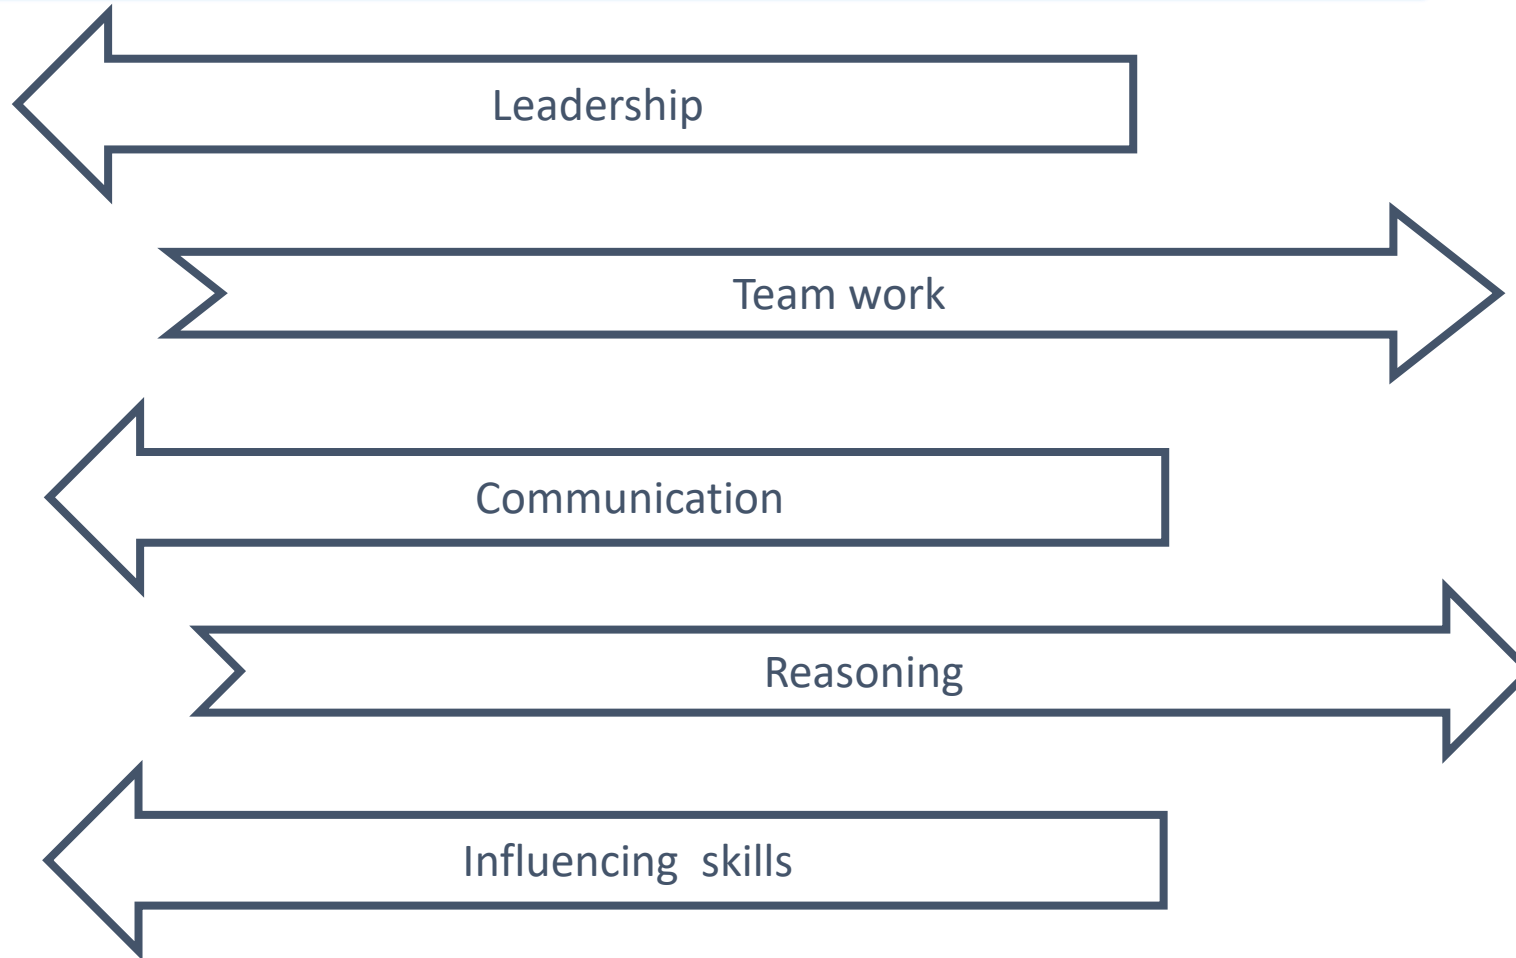 Leadership
Team work
Communication
Reasoning
Influencing  skills